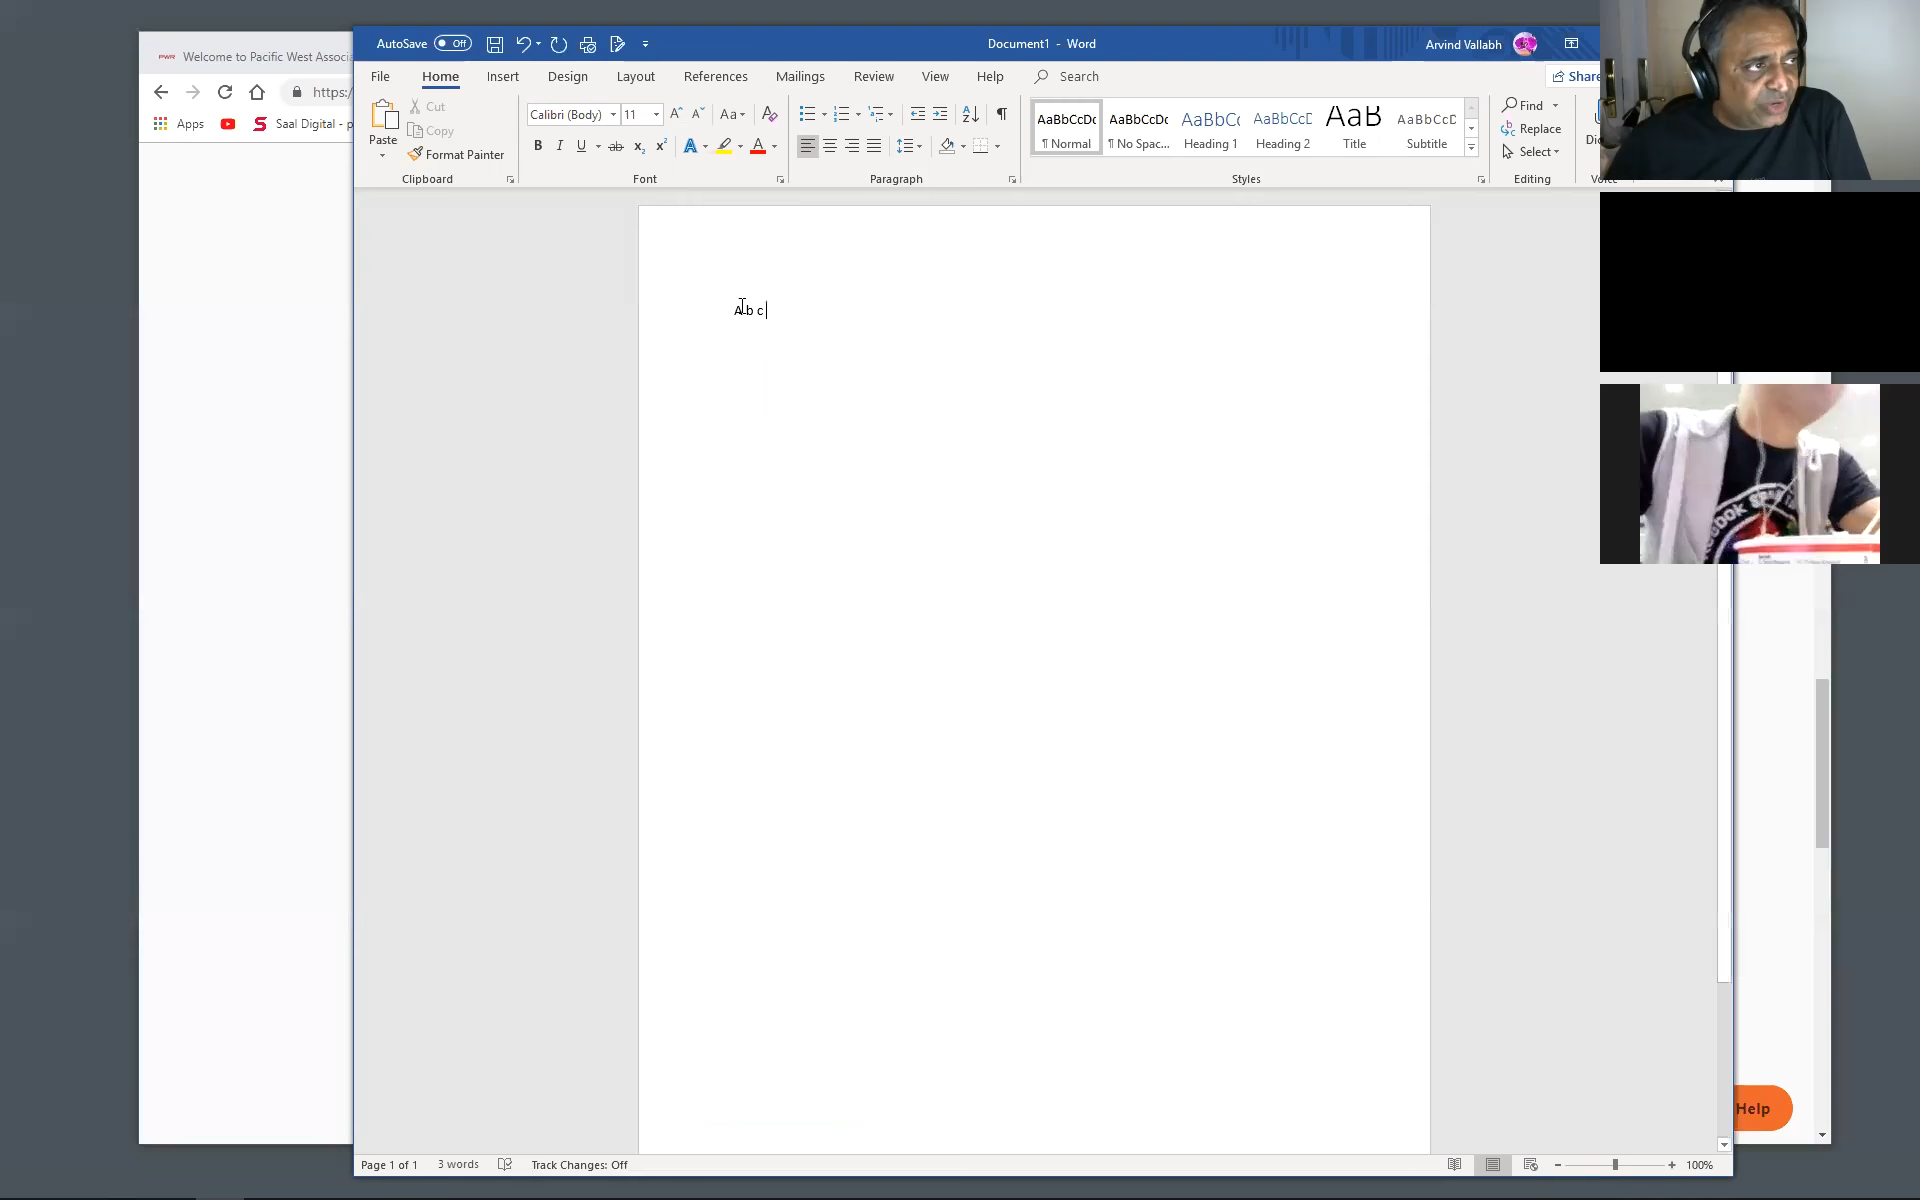 PWR Welcome to Pacific West Associa
https:/
Apps
Saal Digital - p
AutoSave Off
Document1 - Word
Arvind Vallabh
File Home Insert Design Layout References Mailings Review View Help Search
Share
Paste
Cut
Copy
Format Painter
Clipboard
Calibri (Body) 11
Font
Paragraph
AaBbCcDc AaBbCcDc AaBbCc AaBbCcD AaB AaBbCcD
¶ Normal ¶ No Spac... Heading 1 Heading 2 Title Subtitle
Styles
Find
Replace
Select
Editing
A b c
Help
Page 1 of 1 3 words Track Changes: Off
100%